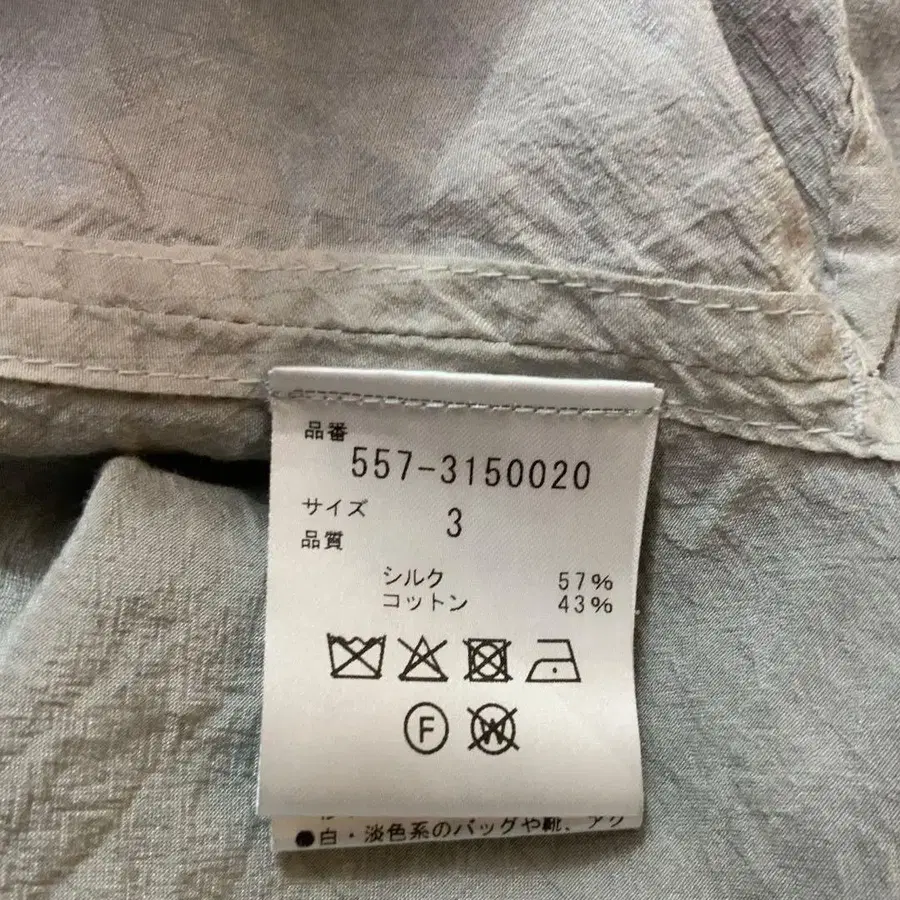 品番
557-3150020
サイズ 3
品質
シルク 57%
コットン 43%
F W
●白・淡色系のバッグや靴、アク